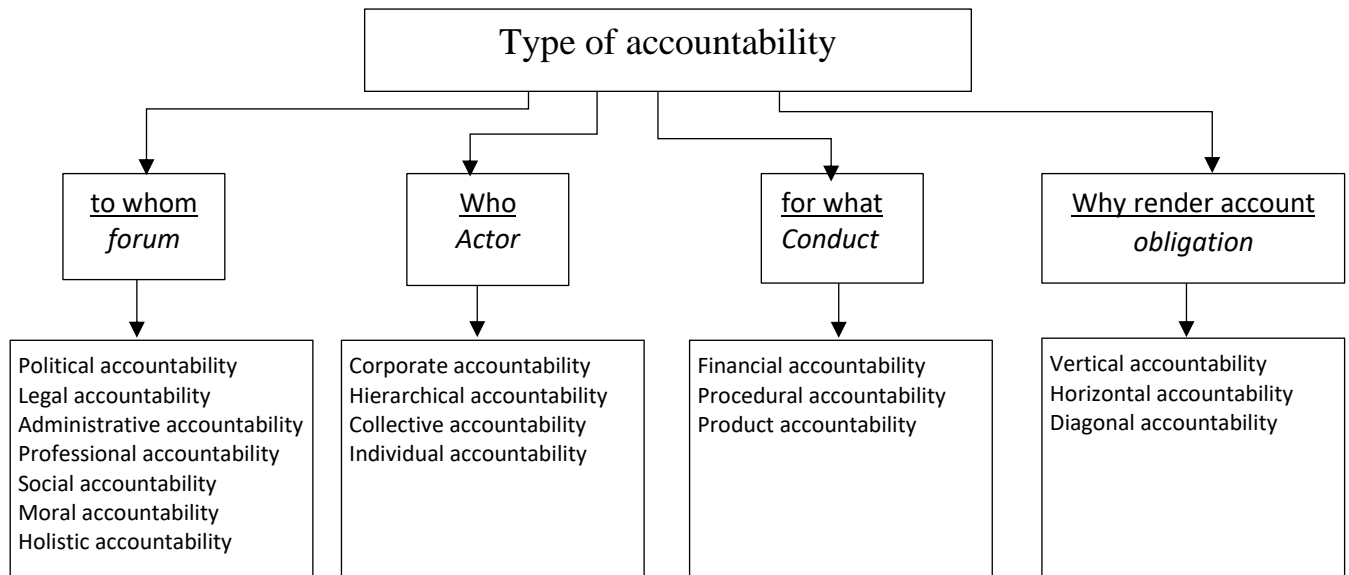 Type of accountability
to whom
forum
Who
Actor
for what
Conduct
Why render account
obligation
Political accountability
Legal accountability
Administrative accountability
Professional accountability
Social accountability
Moral accountability
Holistic accountability
Corporate accountability
Hierarchical accountability
Collective accountability
Individual accountability
Financial accountability
Procedural accountability
Product accountability
Vertical accountability
Horizontal accountability
Diagonal accountability